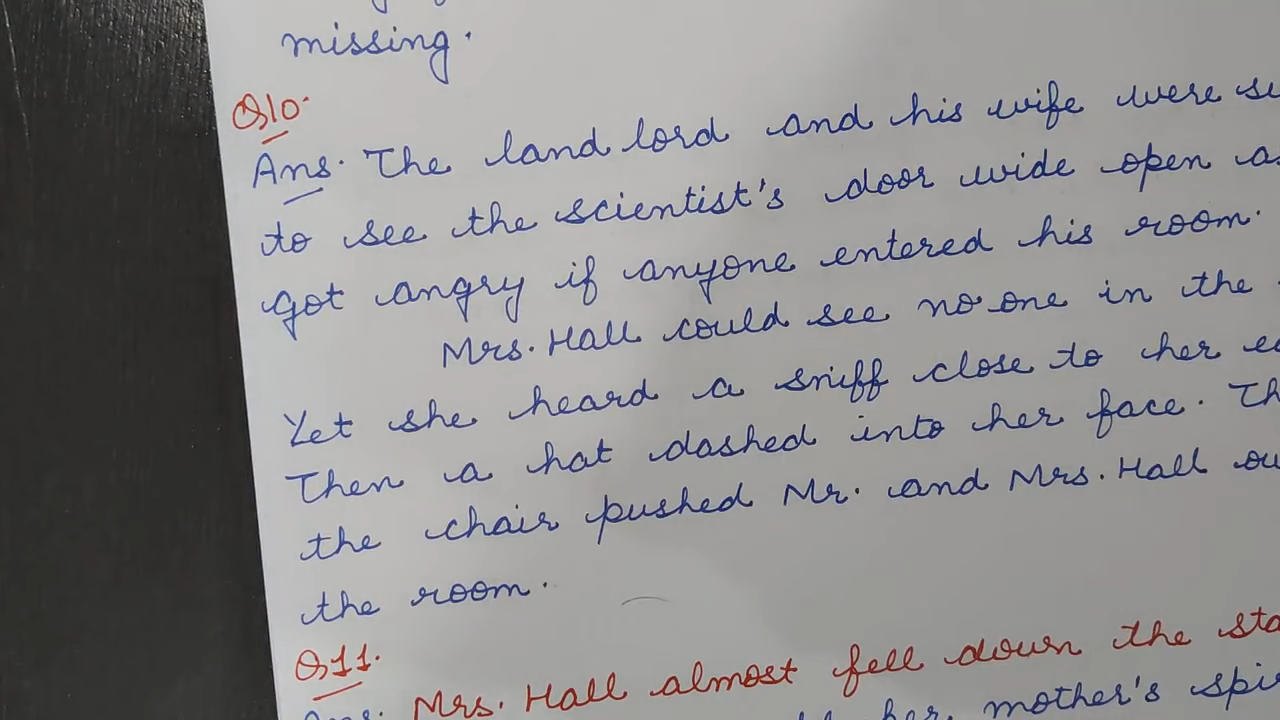 missing.
Q10.
Ans. The land lord and his wife were
to see the scientist's door wide open
got angry if anyone entered his room.
Mrs. Hall could see no one in the
Yet she heard a sniff close to her
Then a hat dashed into her face.
the chair pushed Mr. and Mrs. Hall
the room.
Q11.
Mrs. Hall almost fell down the
Ans. her mother's